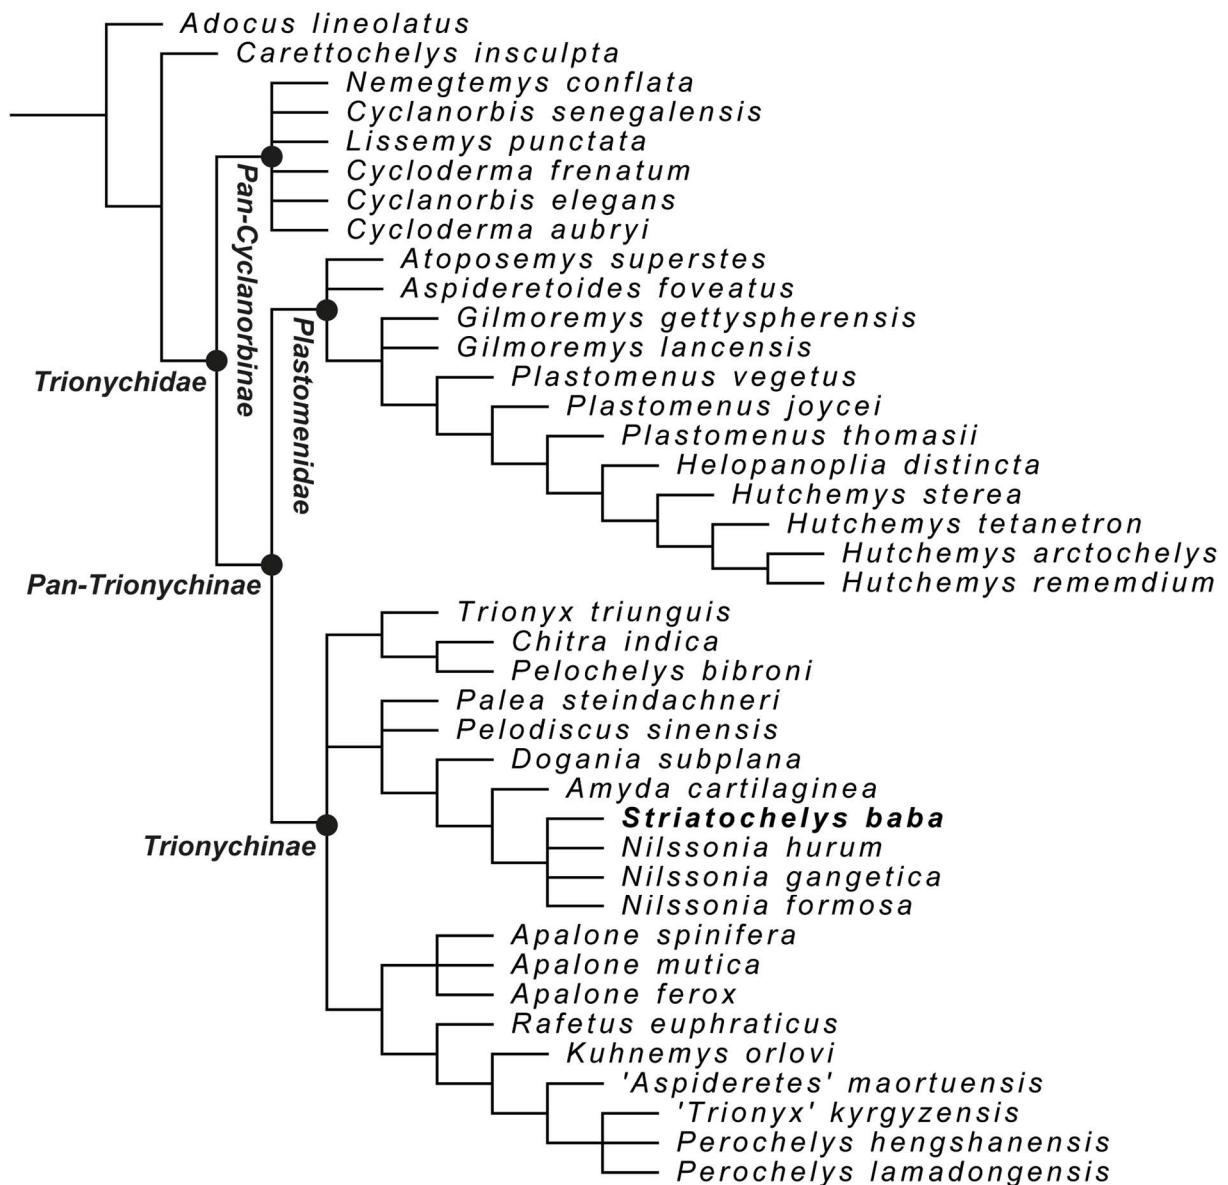 Adocus lineolatus
Carettochelys insculpta
Nemegtemys conflata
Cyclanorbis senegalensis
Lissemys punctata
Cycloderma frenatum
Cyclanorbis elegans
Cycloderma aubryi
Pan-Cyclanorbinae
Atoposemys superstes
Aspideretoides foveatus
Gilmoremys gettyspherensis
Gilmoremys lancensis
Plastomenidae
Trionychidae
Plastomenus vegetus
Plastomenus joycei
Plastomenus thomasii
Helopanoplia distincta
Hutchemys sterea
Hutchemys tetanetron
Hutchemys arctochelys
Hutchemys rememdium
Pan-Trionychinae
Trionyx triunguis
Chitra indica
Pelochelys bibroni
Palea steindachneri
Pelodiscus sinensis
Dogania subplana
Amyda cartilaginea
Striatochelys baba
Trionychinae
Nilssonia hurum
Nilssonia gangetica
Nilssonia formosa
Apalone spinifera
Apalone mutica
Apalone ferox
Rafetus euphraticus
Kuhnemys orlovi
'Aspideretes' maortuensis
'Trionyx' kyrgyzensis
Perochelys hengshanensis
Perochelys lamadongensis